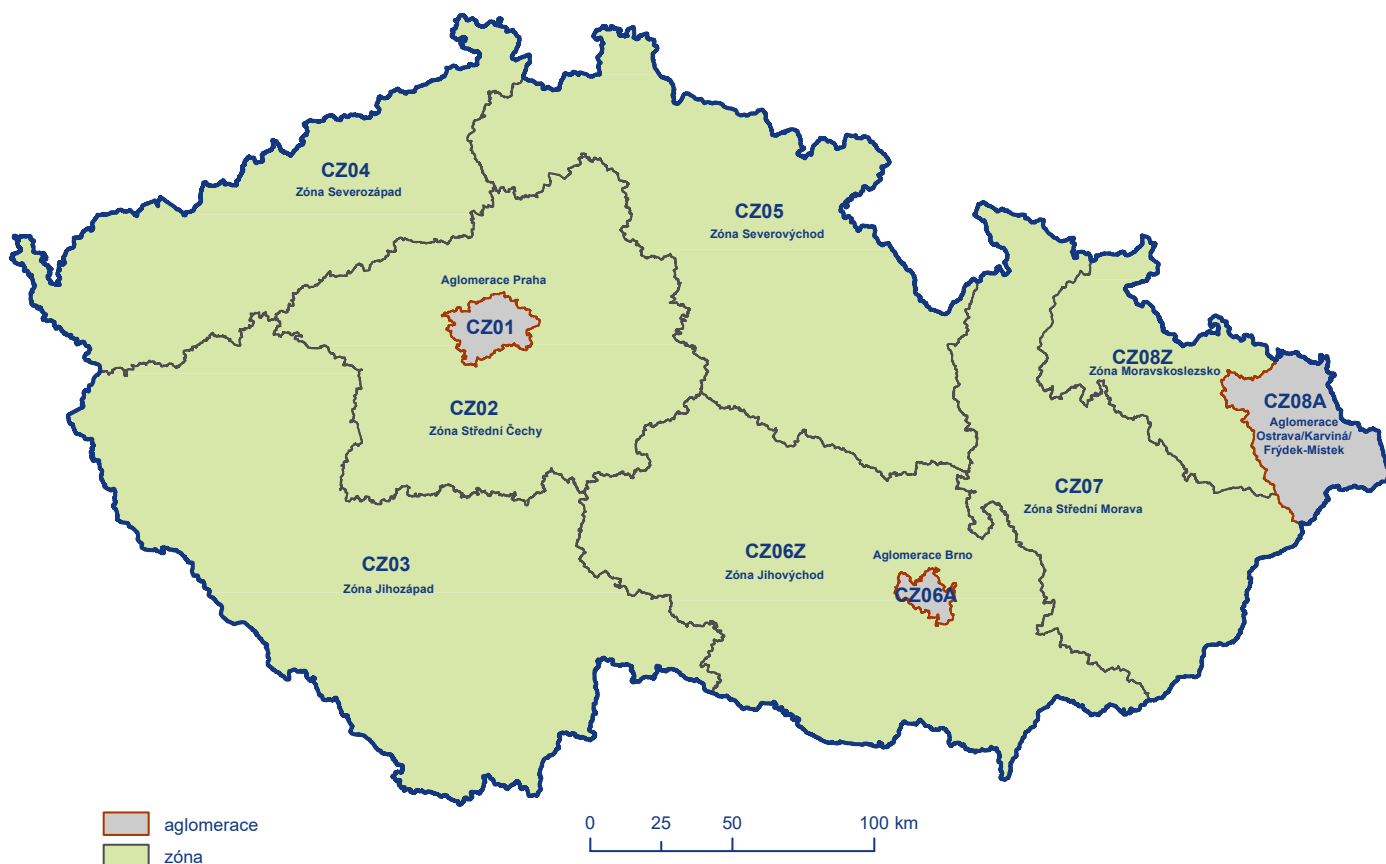 CZ04
Zóna Severozápad
CZ05
Zóna Severovýchod
Aglomerace Praha
CZ01
CZ08Z
Zóna Moravskoslezsko
CZ02
Zóna Střední Čechy
CZ08A
Aglomerace
Ostrava/Karviná/
Frýdek-Místek
CZ07
Zóna Střední Morava
CZ03
Zóna Jihozápad
CZ06Z
Zóna Jihovýchod
Aglomerace Brno
CZ06A
aglomerace
zóna
0 25 50 100 km